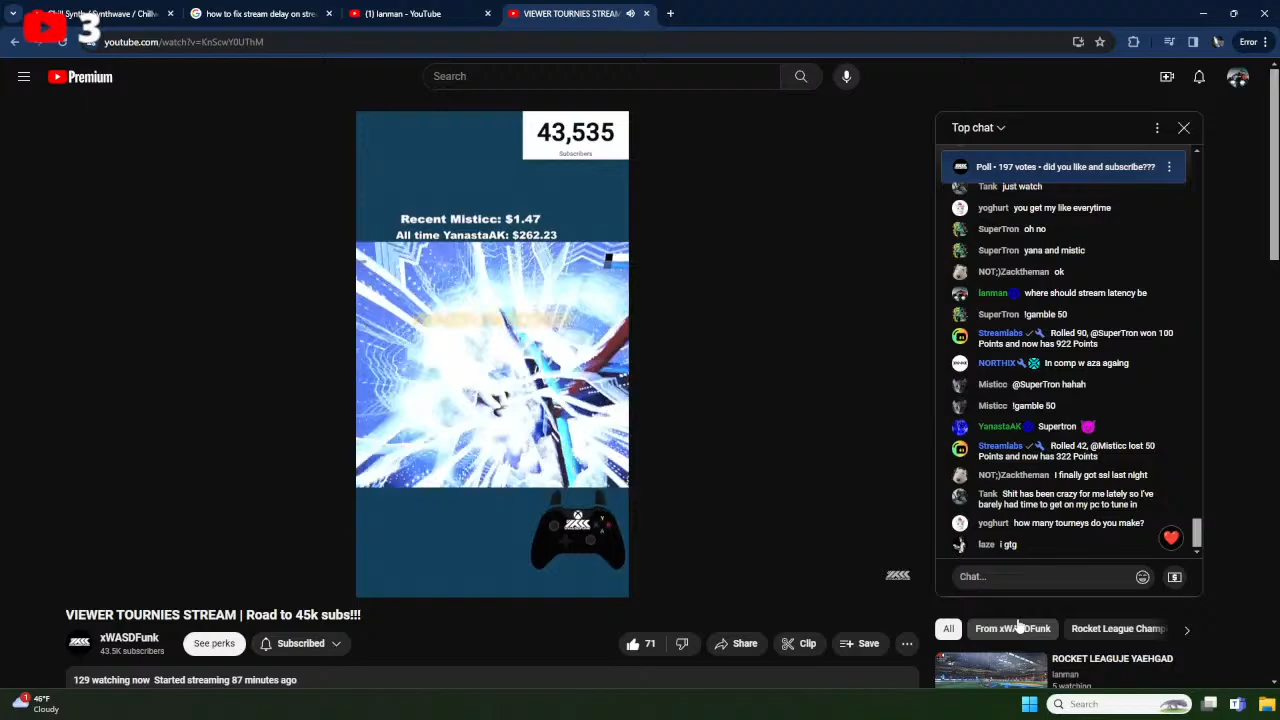 Chill Synth / Synthwave / Chillw
how to fix stream delay on stre
(1) lanman - YouTube
VIEWER TOURNIES STREAM
3
youtube.com/watch?v=KnScwY0UThM
Error
Premium
Search
43,535
Subscribers
Recent Misticc: $1.47
All time YanastaAK: $262.23
Top chat
Poll • 197 votes • did you like and subscribe???
Tank just watch
yoghurt you get my like everytime
SuperTron oh no
SuperTron yana and mistic
NOT;)Zacktheman ok
lanman where should stream latency be
SuperTron !gamble 50
Streamlabs Rolled 90, @SuperTron won 100
Points and now has 922 Points
NORTHIX In comp w aza againg
Misticc @SuperTron hahah
Misticc !gamble 50
YanastaAK Supertron
Streamlabs Rolled 42, @Misticc lost 50
Points and now has 322 Points
NOT;)Zacktheman I finally got ssl last night
Tank Shit has been crazy for me lately so I've
barely had time to get on my pc to tune in
yoghurt how many tourneys do you make?
laze i gtg
Chat...
VIEWER TOURNIES STREAM | Road to 45k subs!!!
xWASDFunk
43.5K subscribers
See perks
Subscribed
71
Share
Clip
Save
129 watching now Started streaming 87 minutes ago
All
From xWASDFunk
Rocket League Champ
ROCKET LEAGUJE YAEHGAD
lanman
5 watching
1
46°F
Cloudy
Search